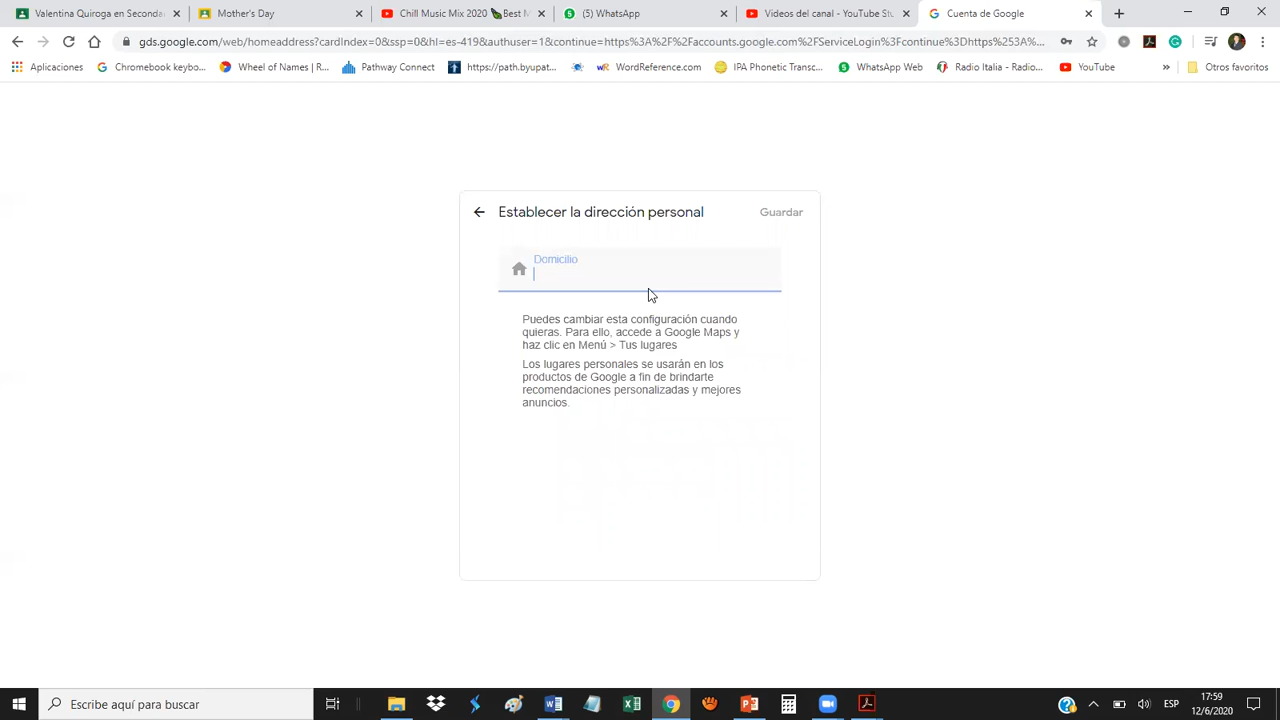 Valentina Quiroga en Secundar
Mother's Day
Chill Music Mix 2020 Best M
(5) WhatsApp
Videos del canal - YouTube Stu
Cuenta de Google
gds.google.com/web/homeaddress?cardIndex=0&ssp=0&hl=es-419&authuser=1&continue=https%3A%2F%2Faccounts.google.com%2FServiceLogin%3Fcontinue%3Dhttps%253A%...
Aplicaciones
Chromebook keybo...
Wheel of Names | R...
Pathway Connect
https://path.byupat...
WordReference.com
IPA Phonetic Transc...
WhatsApp Web
Radio Italia - Radio...
YouTube
»
Otros favoritos
Establecer la dirección personal
Guardar
Domicilio
Puedes cambiar esta configuración cuando
quieras. Para ello, accede a Google Maps y
haz clic en Menú > Tus lugares
Los lugares personales se usarán en los
productos de Google a fin de brindarte
recomendaciones personalizadas y mejores
anuncios.
Escribe aquí para buscar
ESP
17:59
12/6/2020